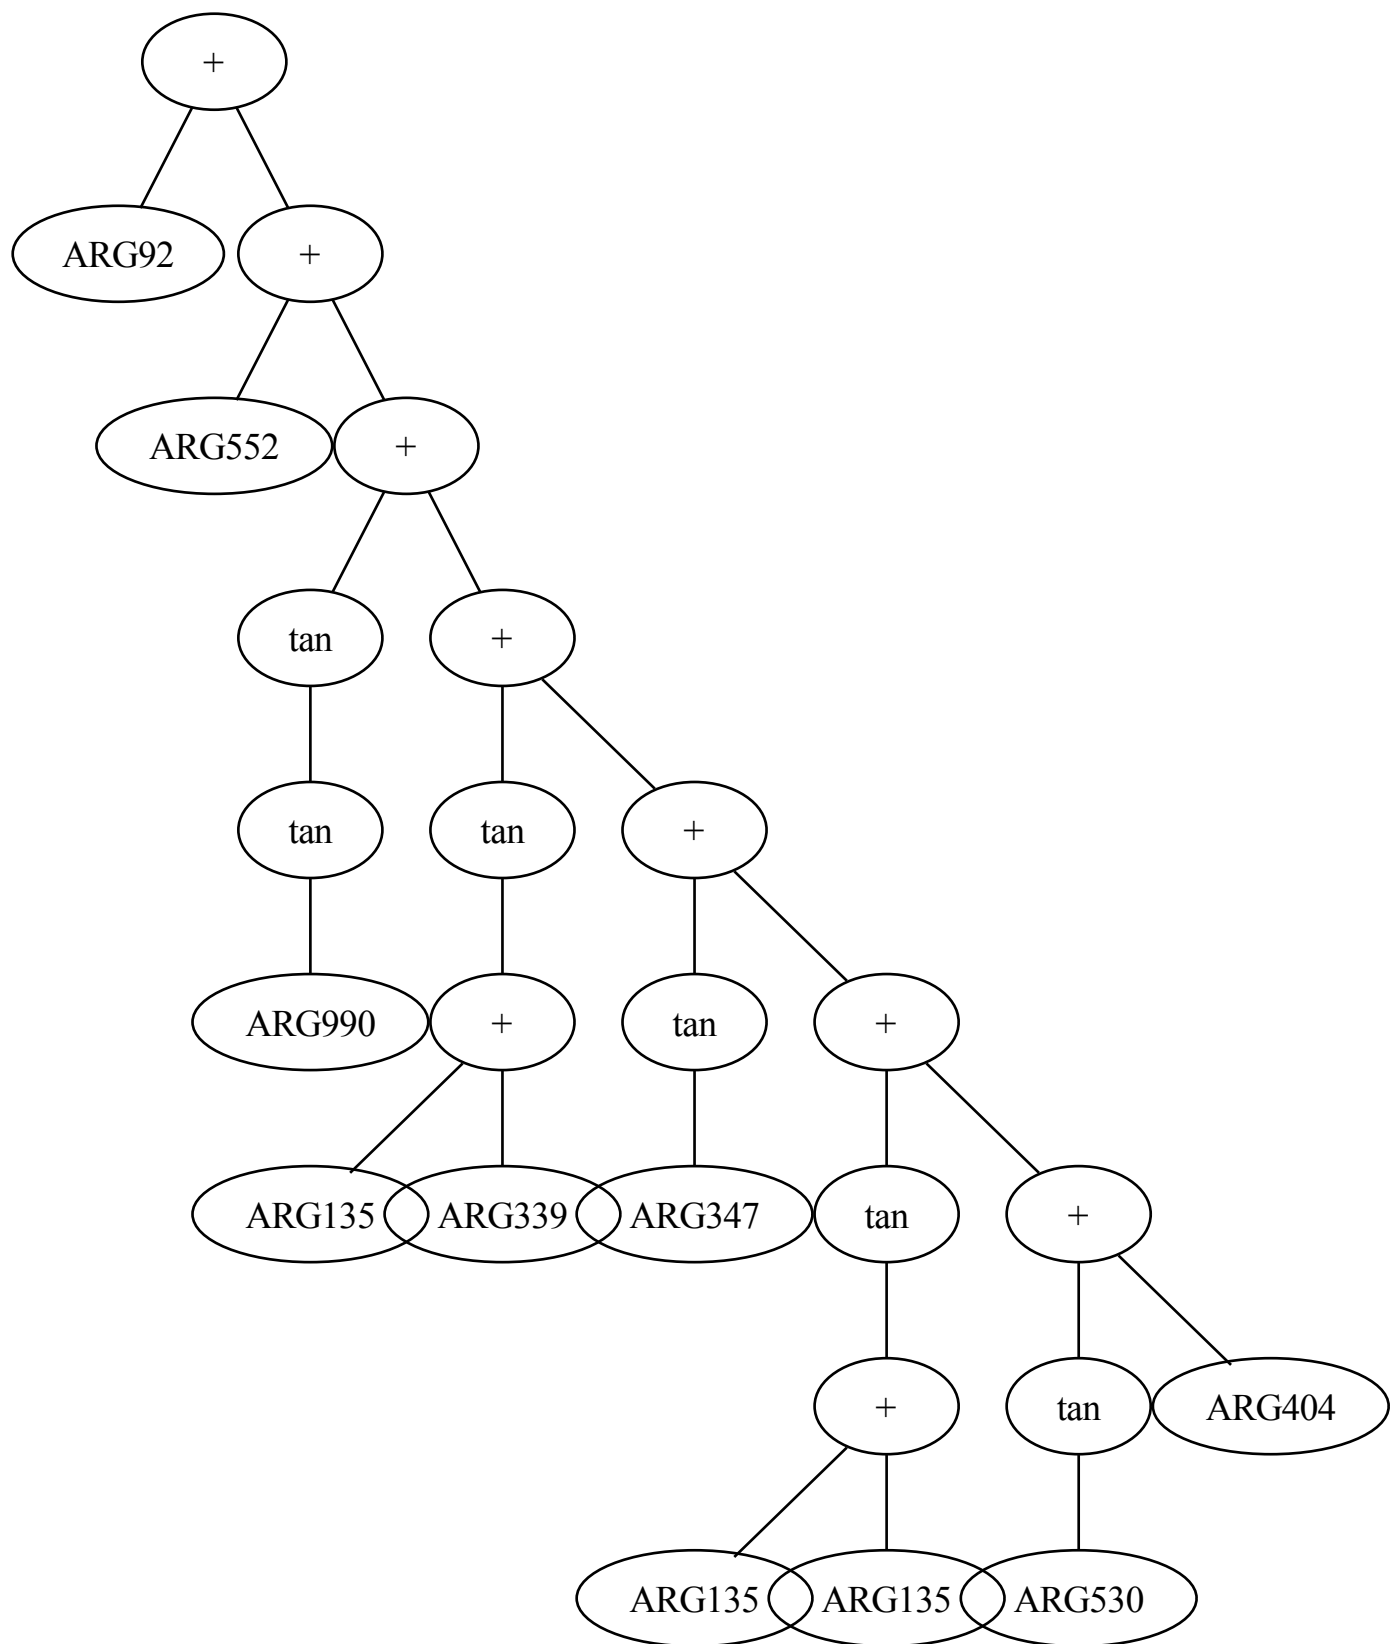 +
ARG92 +
ARG552 +
tan +
tan tan +
ARG990 + tan +
ARG135 ARG339 ARG347 tan +
+ tan ARG404
ARG135 ARG135 ARG530